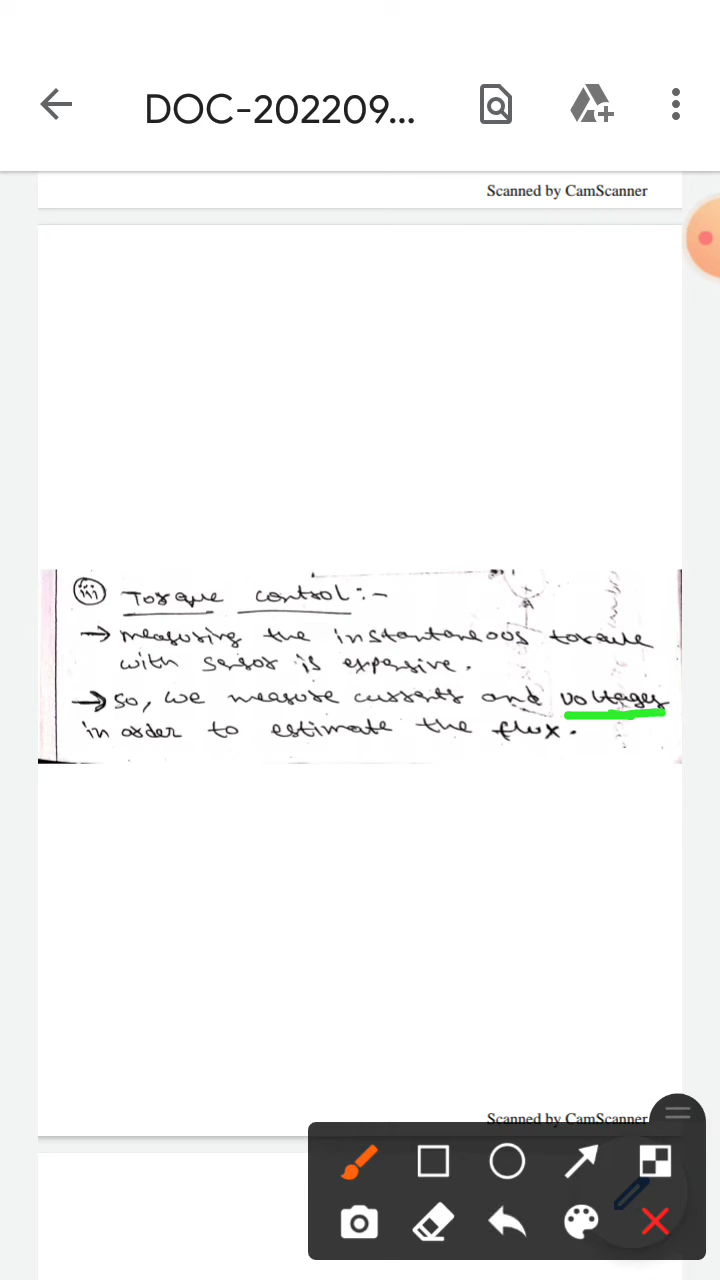 DOC-202209...
Scanned by CamScanner
(iii) Torque control:-
→ measuring the instantaneous torque
with sensor is expensive.
→ so, we measure currents and voltages
in order to estimate the flux.
Scanned by CamScanner